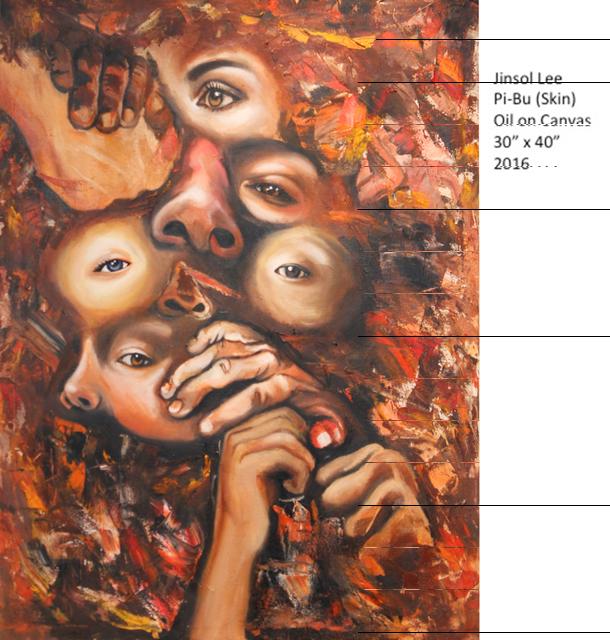 Jinsol Lee
Pi-Bu (Skin)
Oil on Canvas
30” x 40”
2016